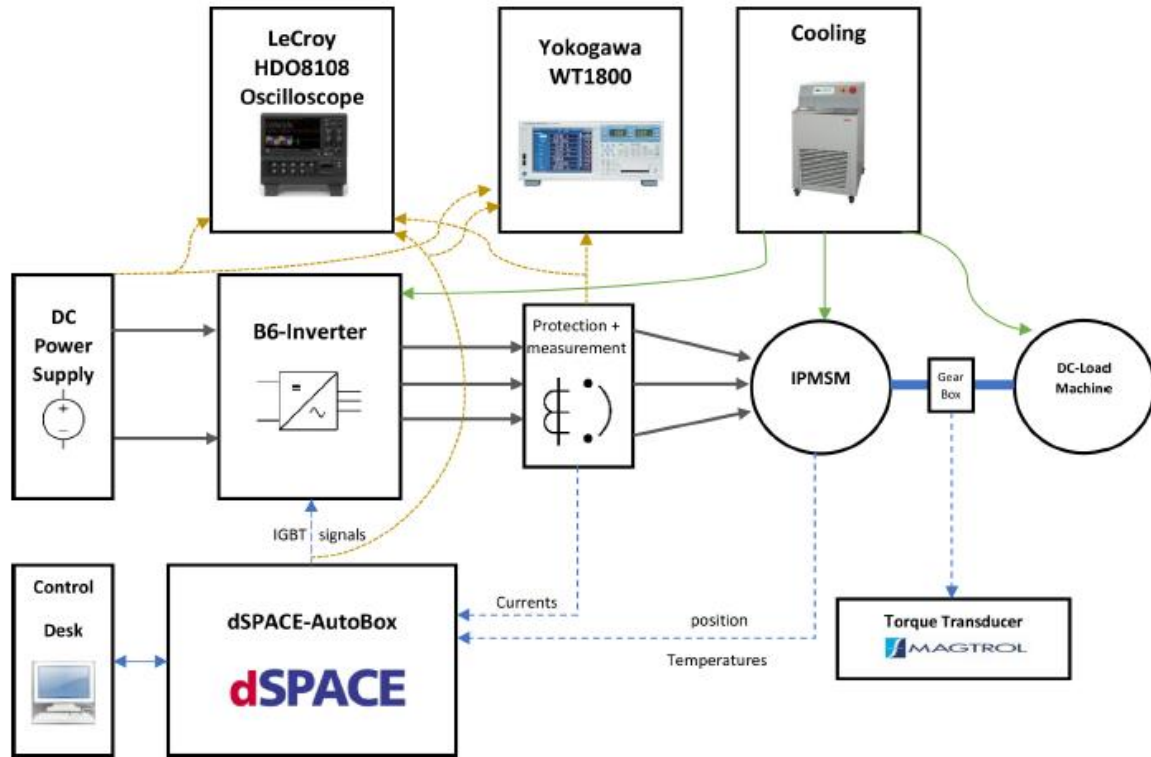 LeCroy
HDO8108
Oscilloscope
Yokogawa
WT1800
Cooling
DC
Power
Supply
B6-Inverter
Protection +
measurement
IPMSM
Gear
Box
DC-Load
Machine
IGBT signals
Control
Desk
dSPACE-AutoBox
dSPACE
Currents
position
Temperatures
Torque Transducer
MAGTROL